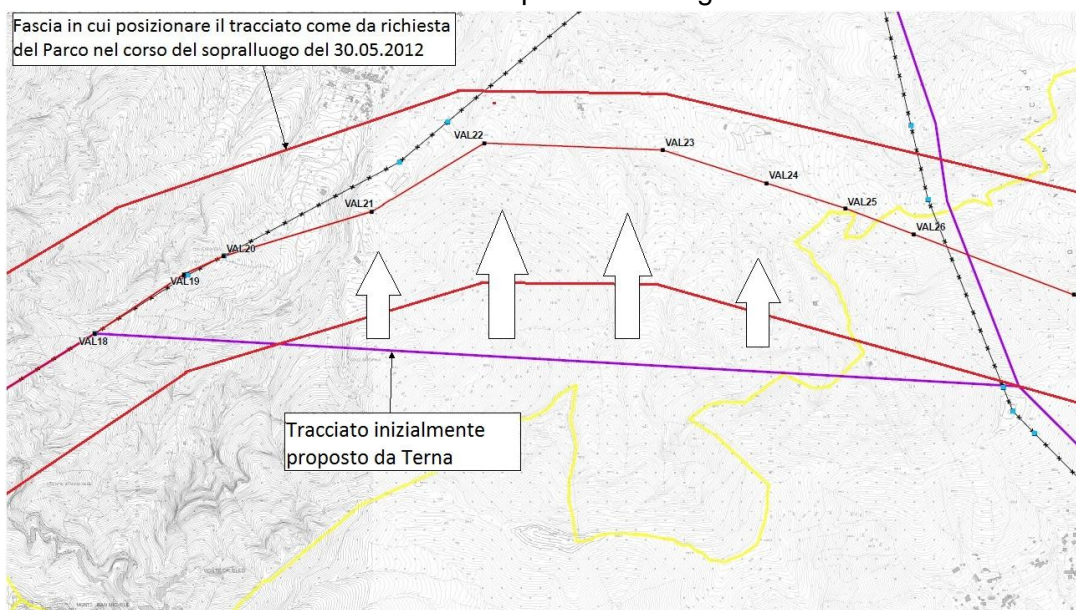 Fascia in cui posizionare il tracciato come da richiesta
del Parco nel corso del sopralluogo del 30.05.2012
VAL22
VAL23
VAL24
VAL21
VAL25
VAL26
VAL20
VAL19
VAL18
Tracciato inizialmente
proposto da Terna